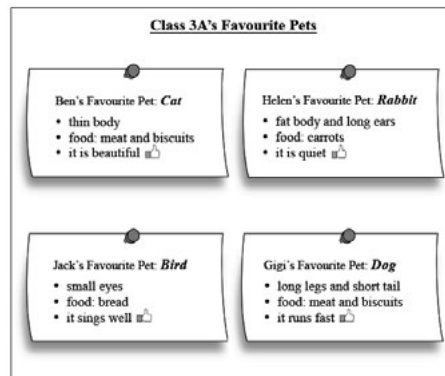 Class 3A's Favourite Pets
Ben's Favourite Pet: Cat
• thin body
• food: meat and biscuits
• it is beautiful
Helen's Favourite Pet: Rabbit
• fat body and long ears
• food: carrots
• it is quiet
Jack's Favourite Pet: Bird
• small eyes
• food: bread
• it sings well
Gigi's Favourite Pet: Dog
• long legs and short tail
• food: meat and biscuits
• it runs fast